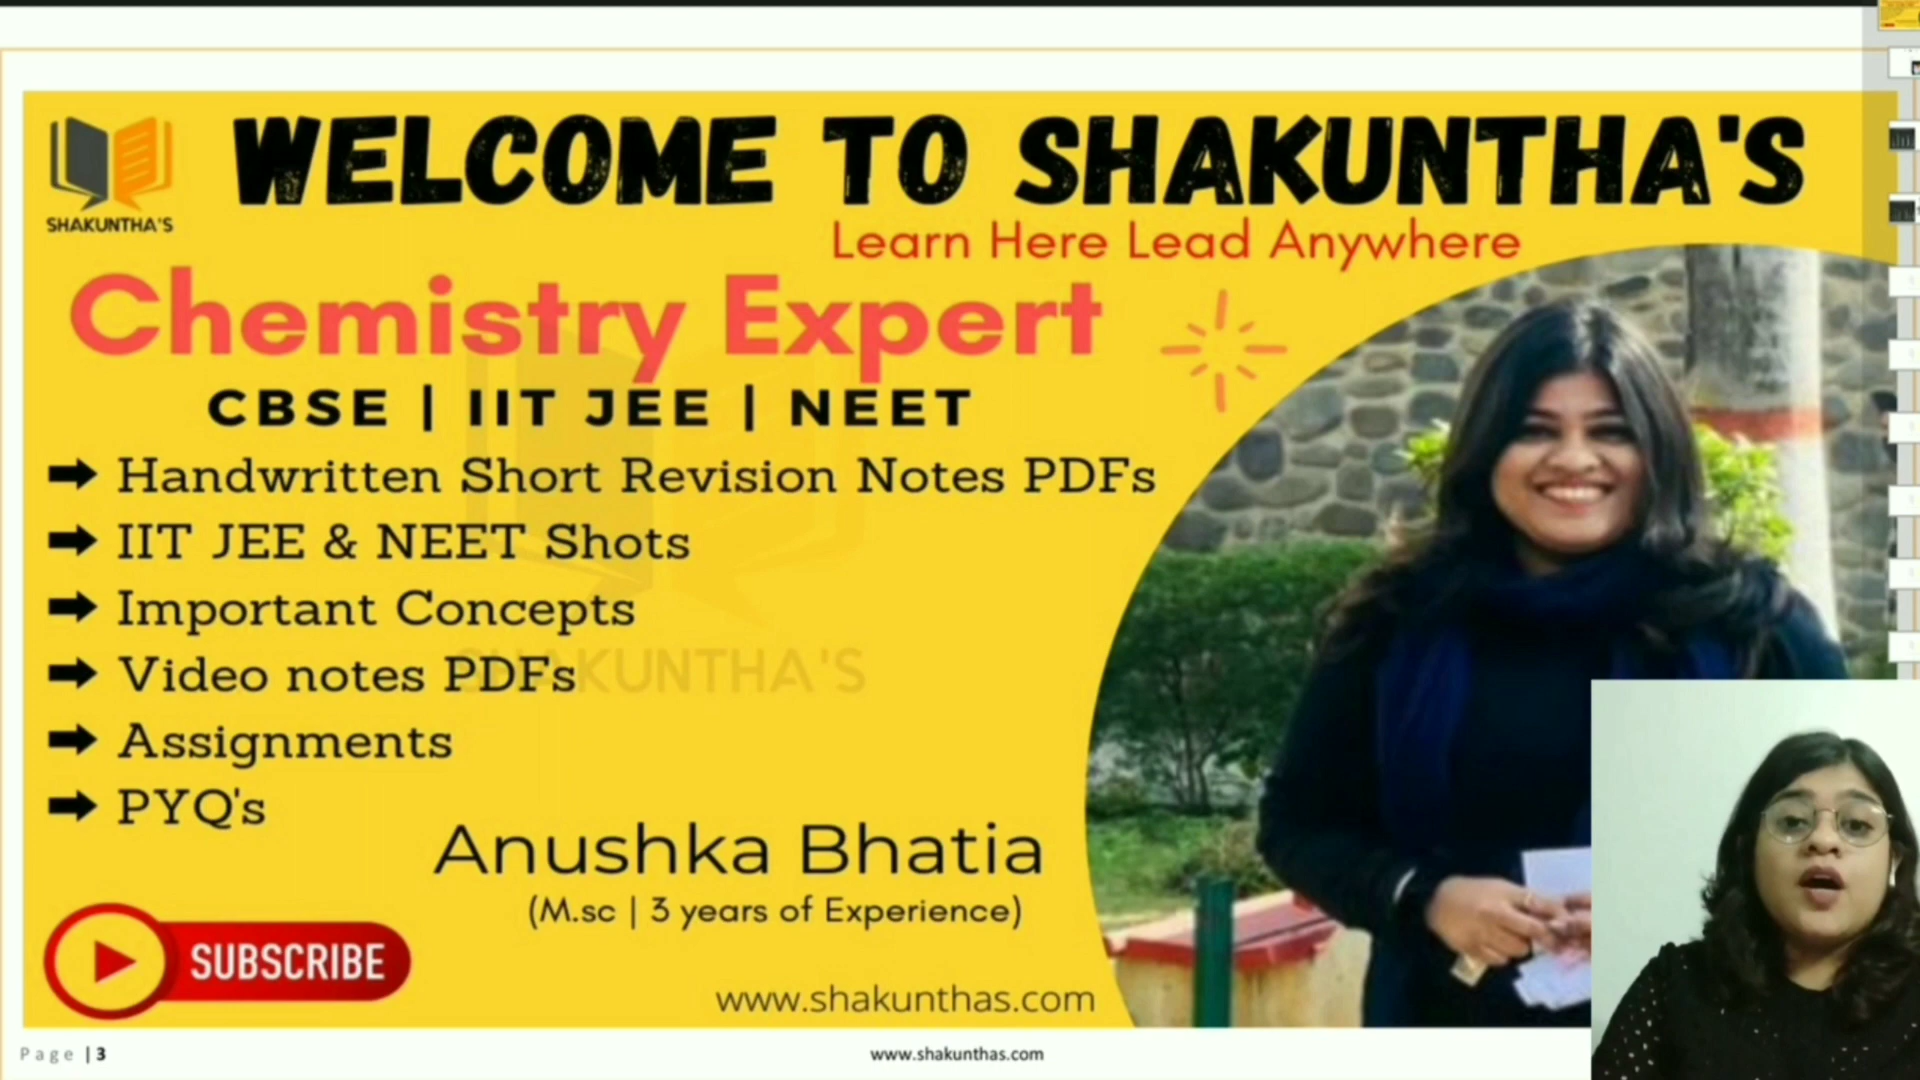 WELCOME TO SHAKUNTHA'S
SHAKUNTHA'S
Learn Here Lead Anywhere
Chemistry Expert
CBSE | IIT JEE | NEET
Handwritten Short Revision Notes PDFs
IIT JEE & NEET Shots
Important Concepts
Video notes PDFs
SHAKUNTHA'S
Assignments
PYQ's
Anushka Bhatia
(M.sc | 3 years of Experience)
SUBSCRIBE
www.shakunthas.com
Page | 3
www.shakunthas.com